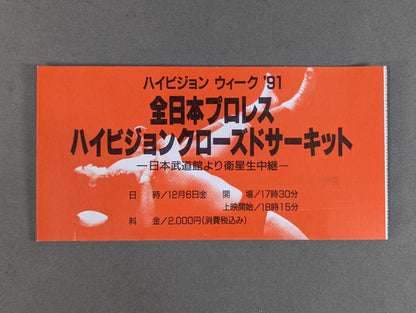 ハイビジョン ウィーク '91
全日本プロレス
ハイビジョンクローズドサーキット
―日本武道館より衛星生中継―
日 時/12月6日金 開 場/17時30分
上映開始/18時15分
料 金/2,000円(消費税込み)